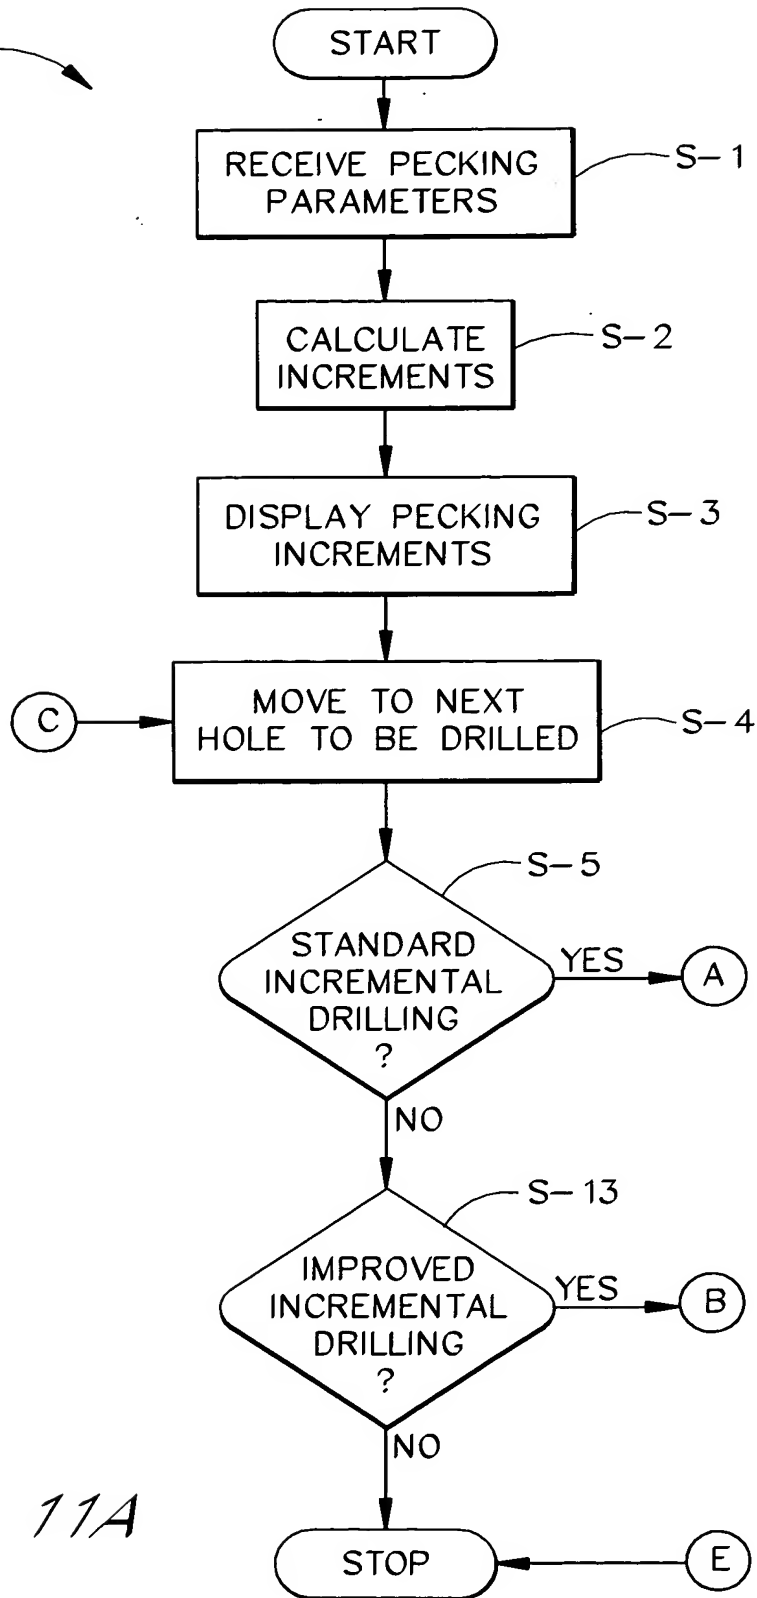 START
RECEIVE PECKING
PARAMETERS
S-1
CALCULATE
INCREMENTS
S-2
DISPLAY PECKING
INCREMENTS
S-3
C
MOVE TO NEXT
HOLE TO BE DRILLED
S-4
S-5
STANDARD
INCREMENTAL
DRILLING
?
YES
A
NO
S-13
IMPROVED
INCREMENTAL
DRILLING
?
YES
B
NO
11A
STOP
E